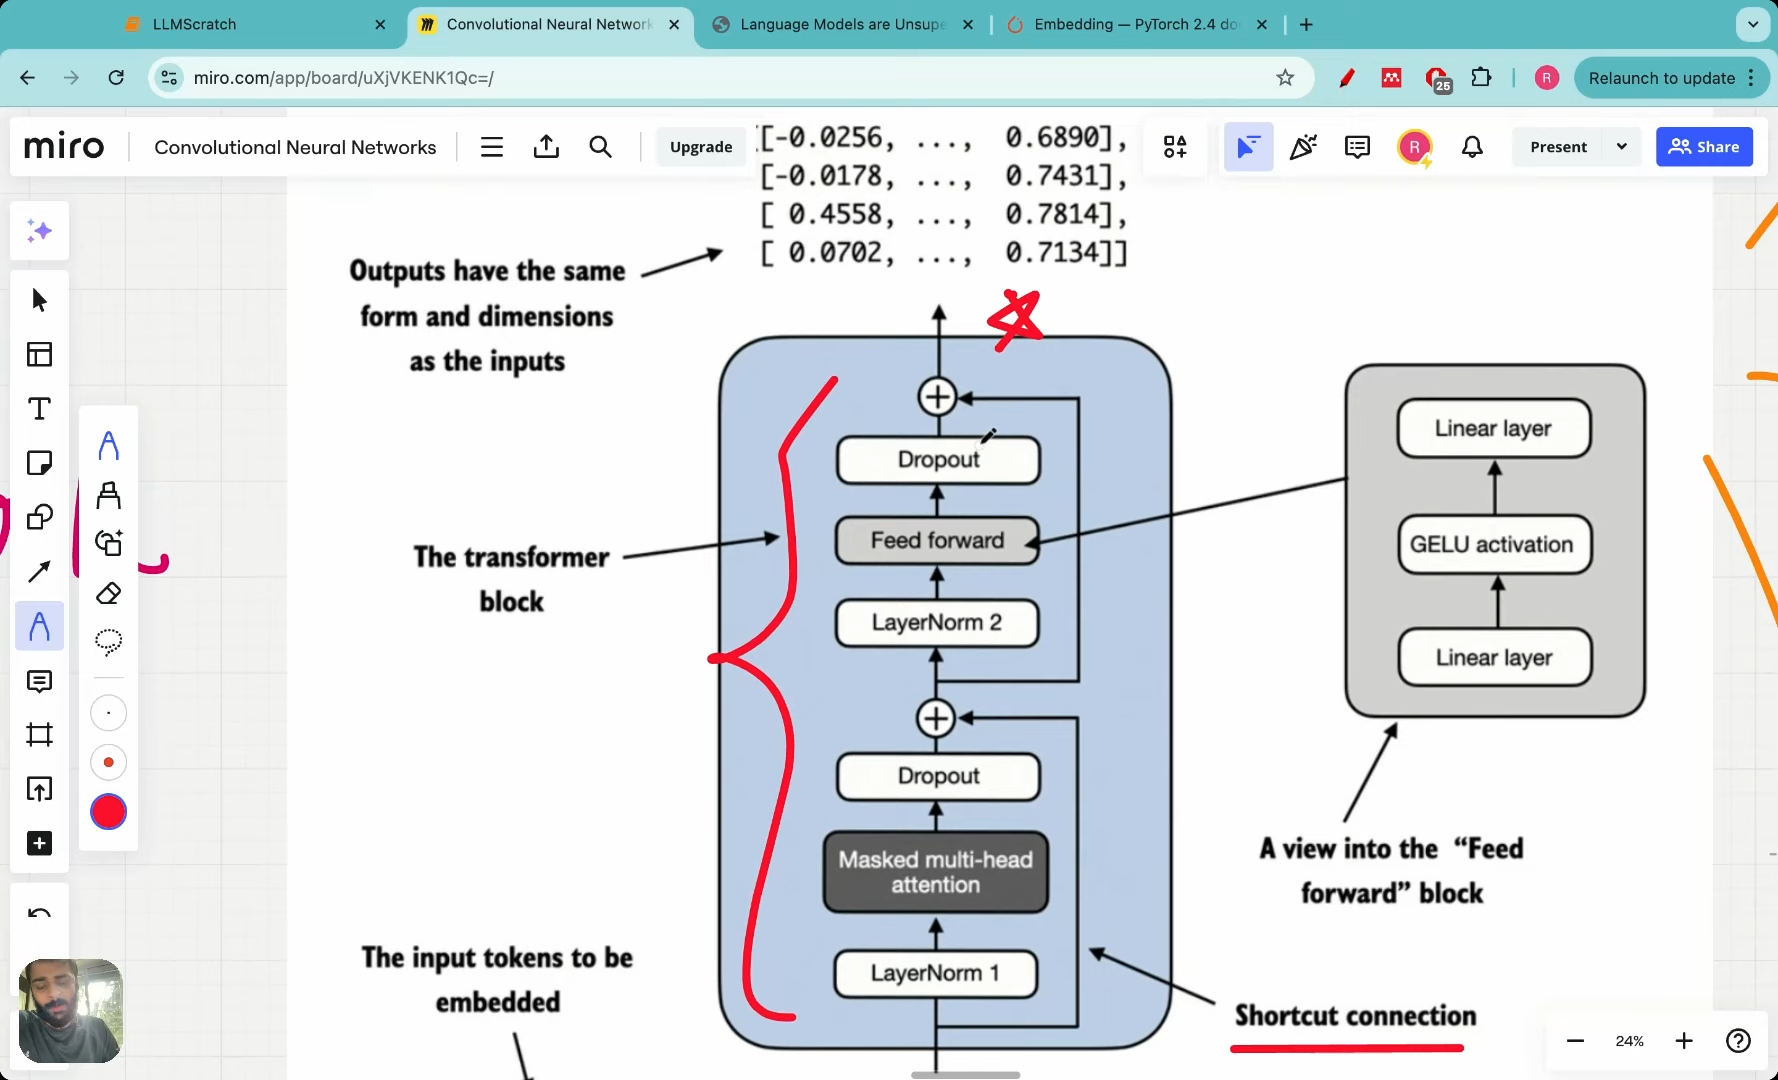 LLMScratch
Convolutional Neural Network
Language Models are Unsupe
Embedding — PyTorch 2.4 do
miro.com/app/board/uXjVKENK1Qc=/
25
R
Relaunch to update
miro
Convolutional Neural Networks
Upgrade
R
Present
Share
[[-0.0256, ..., 0.6890],
[-0.0178, ..., 0.7431],
[ 0.4558, ..., 0.7814],
[ 0.0702, ..., 0.7134]]
Outputs have the same
form and dimensions
as the inputs
Dropout
Feed forward
LayerNorm 2
Dropout
Masked multi-head
attention
LayerNorm 1
The transformer
block
Linear layer
GELU activation
Linear layer
A view into the “Feed
forward” block
The input tokens to be
embedded
Shortcut connection
24%